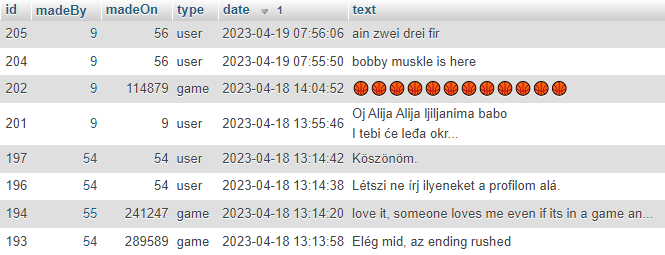 id madeBy madeOn type date 1 text
205 9 56 user 2023-04-19 07:56:06 ain zwei drei fir
204 9 56 user 2023-04-19 07:55:50 bobby muskle is here
202 9 114879 game 2023-04-18 14:04:52 🏀🏀🏀🏀🏀🏀🏀🏀🏀🏀🏀🏀
201 9 9 user 2023-04-18 13:55:46 Oj Alija Alija ljiljanima babo
I tebi će leđa okr...
197 54 54 user 2023-04-18 13:14:42 Köszönöm.
196 54 54 user 2023-04-18 13:14:38 Létszi ne írj ilyeneket a profilom alá.
194 55 241247 game 2023-04-18 13:14:20 love it, someone loves me even if its in a game an...
193 54 289589 game 2023-04-18 13:13:58 Elég mid, az ending rushed